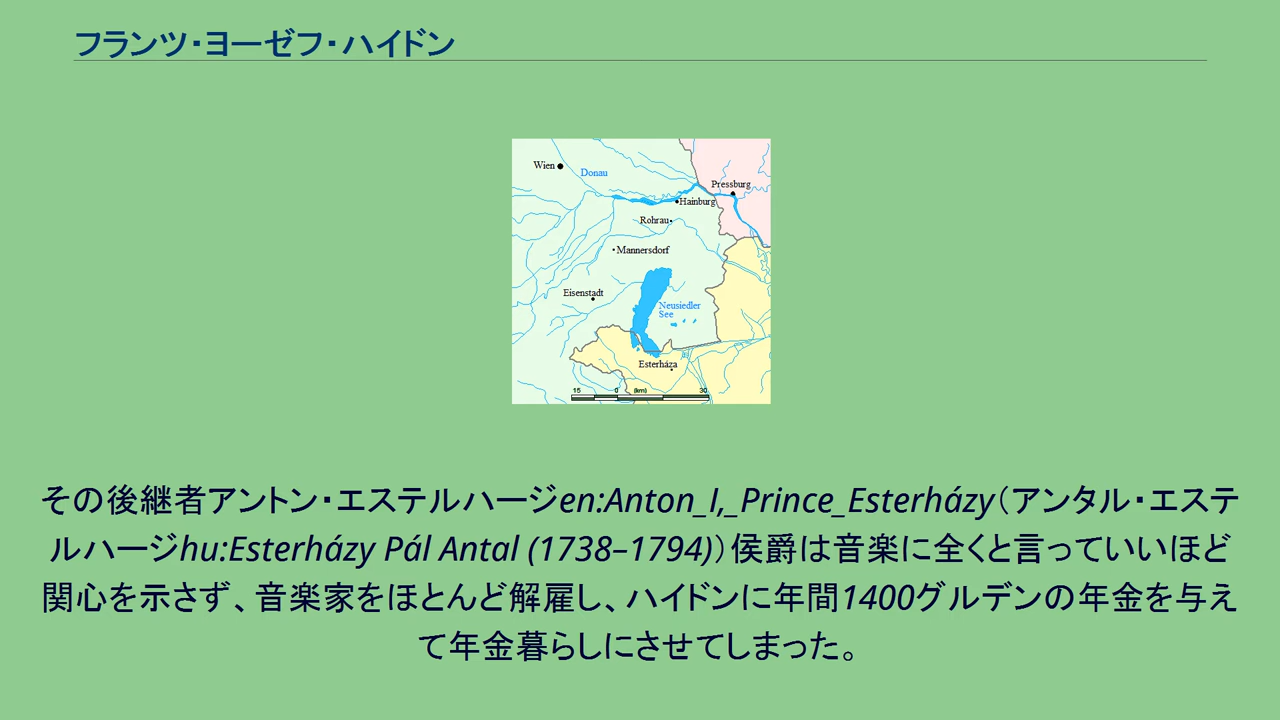 フランツ・ヨーゼフ・ハイドン
Wien
Donau
Pressburg
Hainburg
Rohrau
Mannersdorf
Eisenstadt
Neusiedler
See
Esterháza
15 0 (km) 30
その後継者アントン・エステルハージen:Anton_I,_Prince_Esterházy（アンタル・エステ
ルハージhu:Esterházy Pál Antal (1738–1794)）侯爵は音楽に全くと言っていいほど
関心を示さず、音楽家をほとんど解雇し、ハイドンに年間1400グルデンの年金を与え
て年金暮らしにさせてしまった。